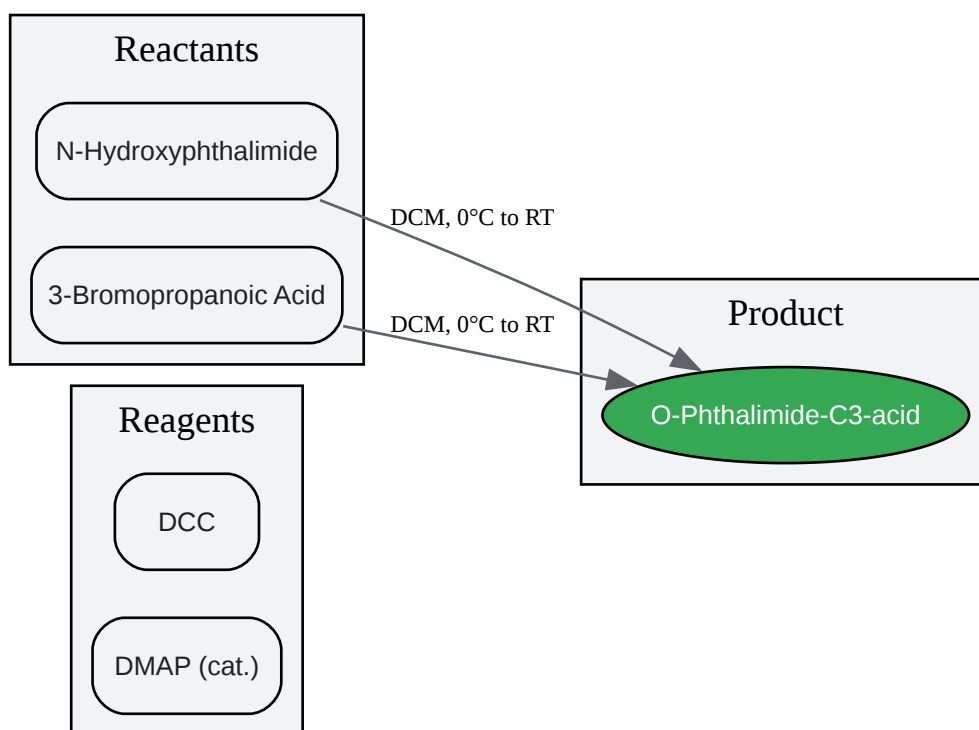 Reactants
N-Hydroxyphthalimide
DCM, 0°C to RT
3-Bromopropanoic Acid
DCM, 0°C to RT
Product
O-Phthalimide-C3-acid
Reagents
DCC
DMAP (cat.)